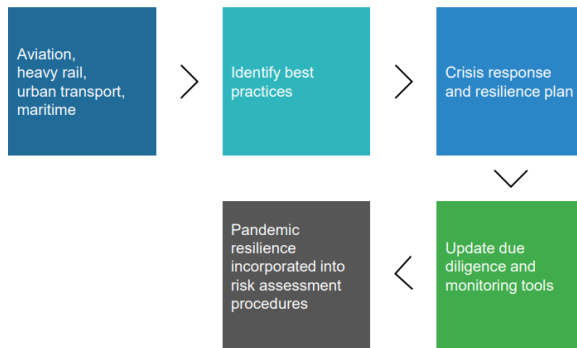 Aviation,
heavy rail,
urban transport,
maritime
Identify best
practices
Crisis response
and resilience plan
Update due
diligence and
monitoring tools
Pandemic
resilience
incorporated into
risk assessment
procedures